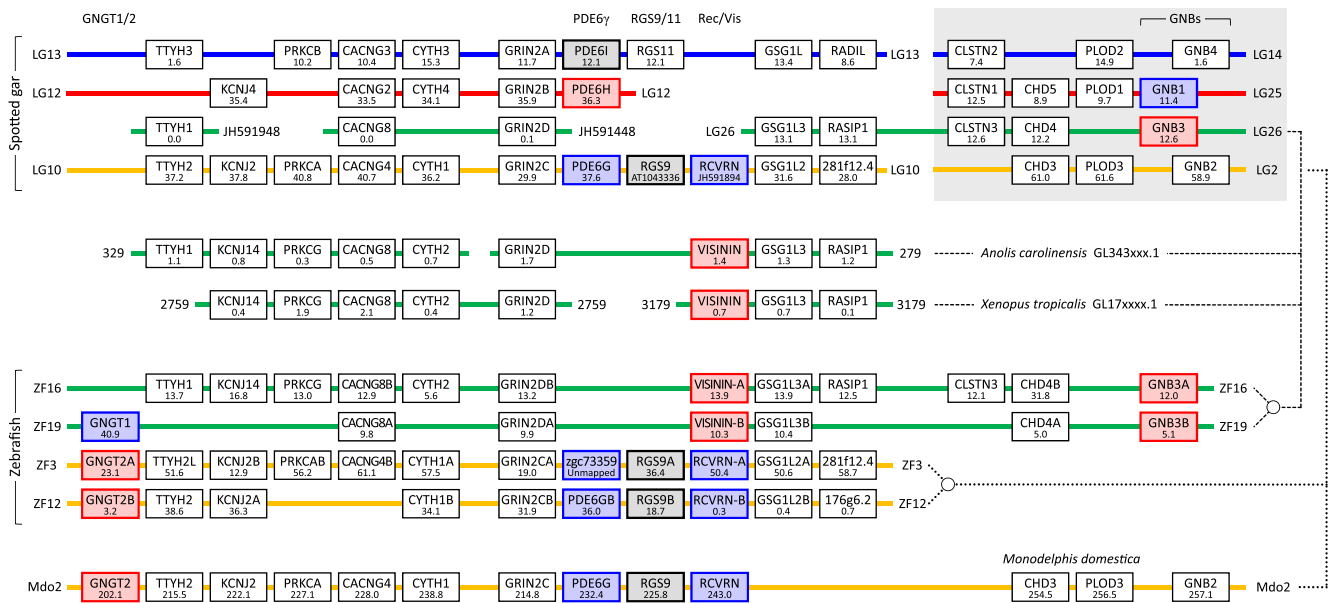 GNGT1/2 PDE6γ RGS9/11 Rec/Vis GNBs
Spotted gar
LG13 TTYH3 PRKCB CACNG3 CYTH3 GRIN2A PDE6I RGS11 GSG1L RADIL LG13 CLSTN2 PLOD2 GNB4 LG14
1.6 10.2 10.4 15.3 11.7 12.1 12.1 13.4 8.6 7.4 14.9 1.6
LG12 KCNJ4 CACNG2 CYTH4 GRIN2B PDE6H LG12 CLSTN1 CHD5 PLOD1 GNB1 LG25
35.4 33.5 34.1 35.9 36.3 12.5 8.9 9.7 11.4
TTYH1 JH591948 CACNG8 GRIN2D JH591448 LG26 GSG1L3 RASIP1 CLSTN3 CHD4 GNB3 LG26
0.0 0.0 0.1 13.1 13.1 12.6 12.2 12.6
LG10 TTYH2 KCNJ2 PRKCA CACNG4 CYTH1 GRIN2C PDE6G RGS9 RCVRN GSG1L2 281f12.4 LG10 CHD3 PLOD3 GNB2 LG2
37.2 37.8 40.8 40.7 36.2 29.9 37.6 AT1043336 JH591894 31.6 28.0 61.0 61.6 58.9
329 TTYH1 KCNJ14 PRKCG CACNG8 CYTH2 GRIN2D VISININ GSG1L3 RASIP1 279 Anolis carolinensis GL343xxx.1
1.1 0.8 0.3 0.5 0.7 1.7 1.4 1.3 1.2
2759 KCNJ14 PRKCG CACNG8 CYTH2 GRIN2D 2759 3179 VISININ GSG1L3 RASIP1 3179 Xenopus tropicalis GL17xxxx.1
0.4 1.9 2.1 0.4 1.2 0.7 0.7 0.1
Zebrafish
ZF16 TTYH1 KCNJ14 PRKCG CACNG8B CYTH2 GRIN2DB VISININ-A GSG1L3A RASIP1 CLSTN3 CHD4B GNB3A ZF16
13.7 16.8 13.0 12.9 5.6 13.2 13.9 13.9 12.5 12.1 31.8 12.0
ZF19 GNGT1 CACNG8A GRIN2DA VISININ-B GSG1L3B CHD4A GNB3B ZF19
40.9 9.8 9.9 10.3 10.4 5.0 5.1
ZF3 GNGT2A TTYH2L KCNJ2B PRKCAB CACNG4B CYTH1A GRIN2CA zgc73359 RGS9A RCVRN-A GSG1L2A 281f12.4 ZF3
23.1 51.6 12.9 56.2 61.1 57.5 19.0 Unmapped 36.4 50.4 50.6 58.7
ZF12 GNGT2B TTYH2 KCNJ2A CYTH1B GRIN2CB PDE6GB RGS9B RCVRN-B GSG1L2B 176g6.2 ZF12
3.2 38.6 36.3 34.1 31.9 36.0 18.7 0.3 0.4 0.7
Monodelphis domestica
Mdo2 GNGT2 TTYH2 KCNJ2 PRKCA CACNG4 CYTH1 GRIN2C PDE6G RGS9 RCVRN CHD3 PLOD3 GNB2 Mdo2
202.1 215.5 222.1 227.1 228.0 238.8 214.8 232.4 225.8 243.0 254.5 256.5 257.1